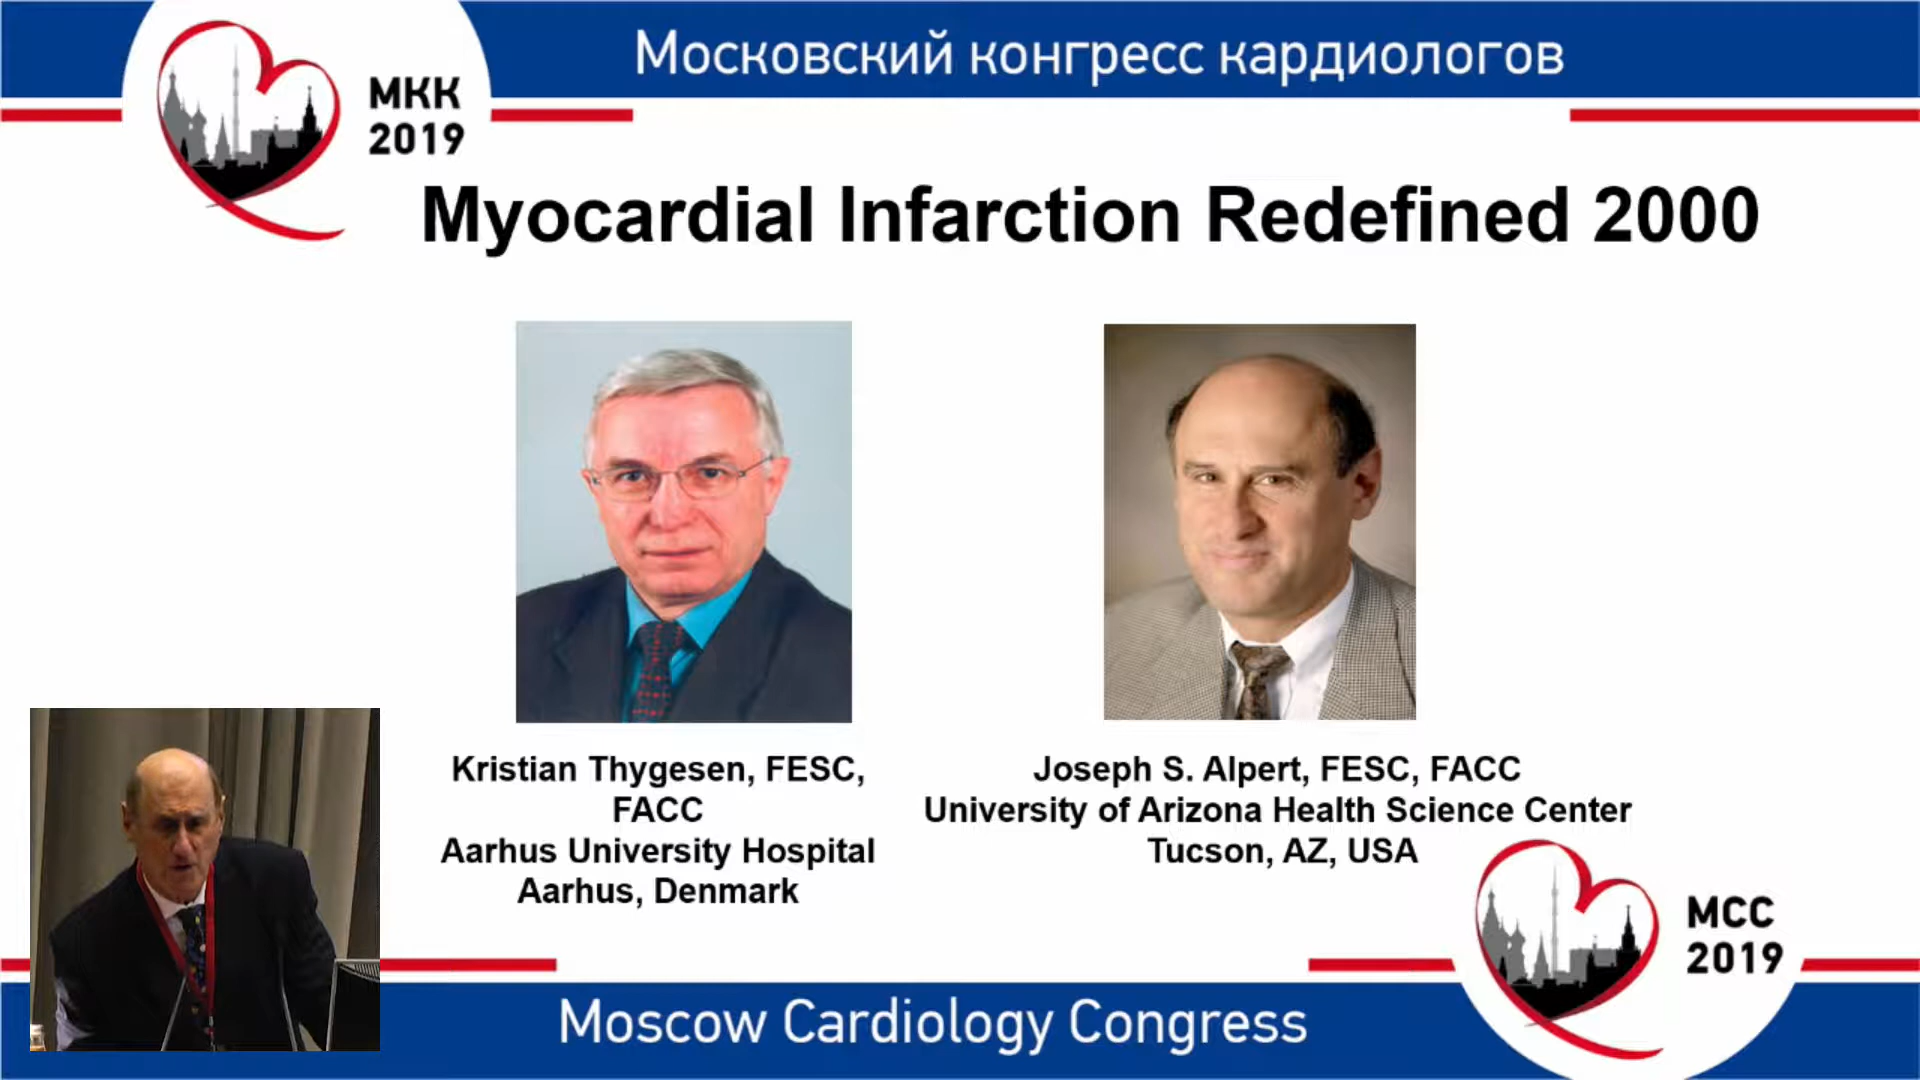 Московский конгресс кардиологов
МКК
2019
Myocardial Infarction Redefined 2000
Kristian Thygesen, FESC,
FACC
Aarhus University Hospital
Aarhus, Denmark
Joseph S. Alpert, FESC, FACC
University of Arizona Health Science Center
Tucson, AZ, USA
MCC
2019
Moscow Cardiology Congress